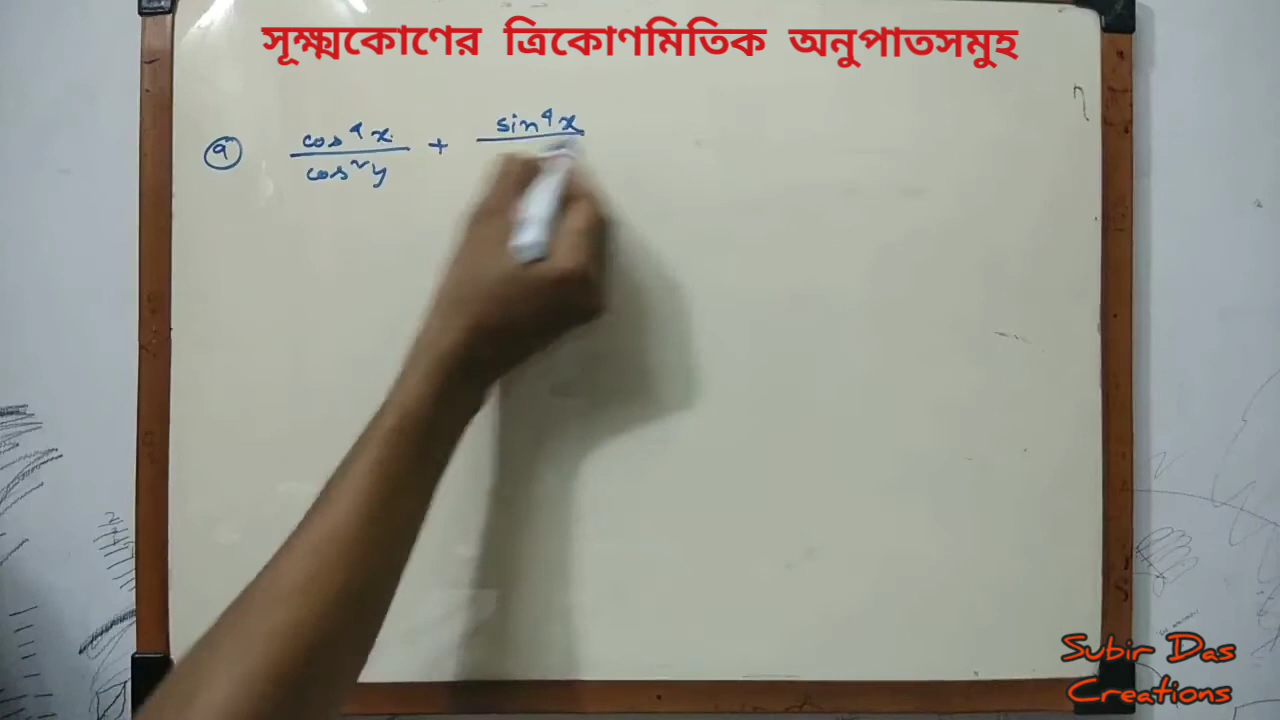 সূক্ষ্মকোণের ত্রিকোণমিতিক অনুপাতসমুহ
৭ cos⁴x / cos²y + sin⁴x
Subir Das
Creations